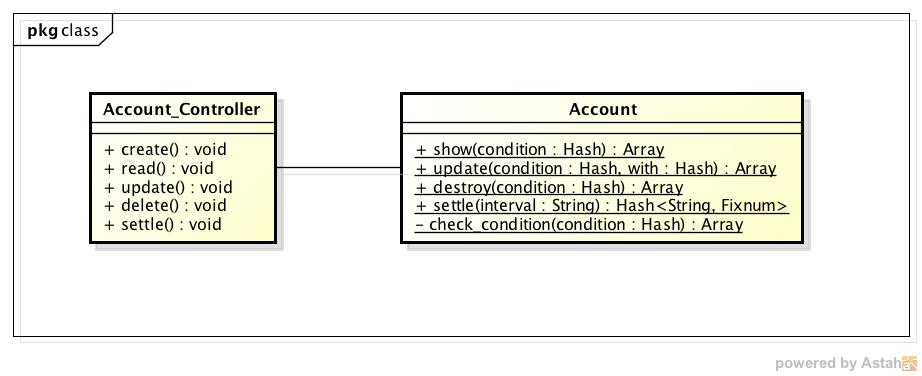 pkg class
Account_Controller
+ create() : void
+ read() : void
+ update() : void
+ delete() : void
+ settle() : void
Account
+ show(condition : Hash) : Array
+ update(condition : Hash, with : Hash) : Array
+ destroy(condition : Hash) : Array
+ settle(interval : String) : Hash<String, Fixnum>
- check_condition(condition : Hash) : Array
powered by Astah